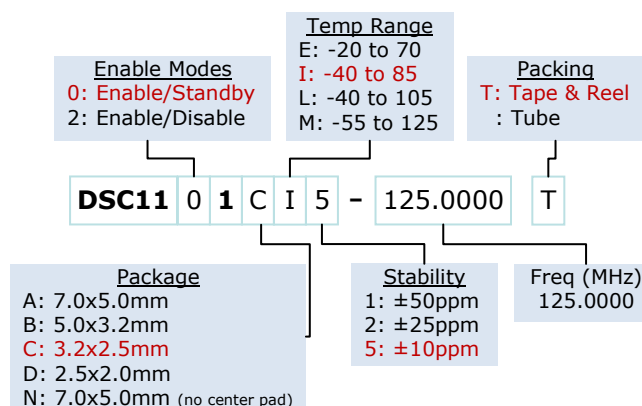 Enable Modes
0: Enable/Standby
2: Enable/Disable
Temp Range
E: -20 to 70
I: -40 to 85
L: -40 to 105
M: -55 to 125
Packing
T: Tape & Reel
: Tube
DSC11 0 1 C I 5 - 125.0000 T
Package
A: 7.0x5.0mm
B: 5.0x3.2mm
C: 3.2x2.5mm
D: 2.5x2.0mm
N: 7.0x5.0mm (no center pad)
Stability
1: ±50ppm
2: ±25ppm
5: ±10ppm
Freq (MHz)
125.0000